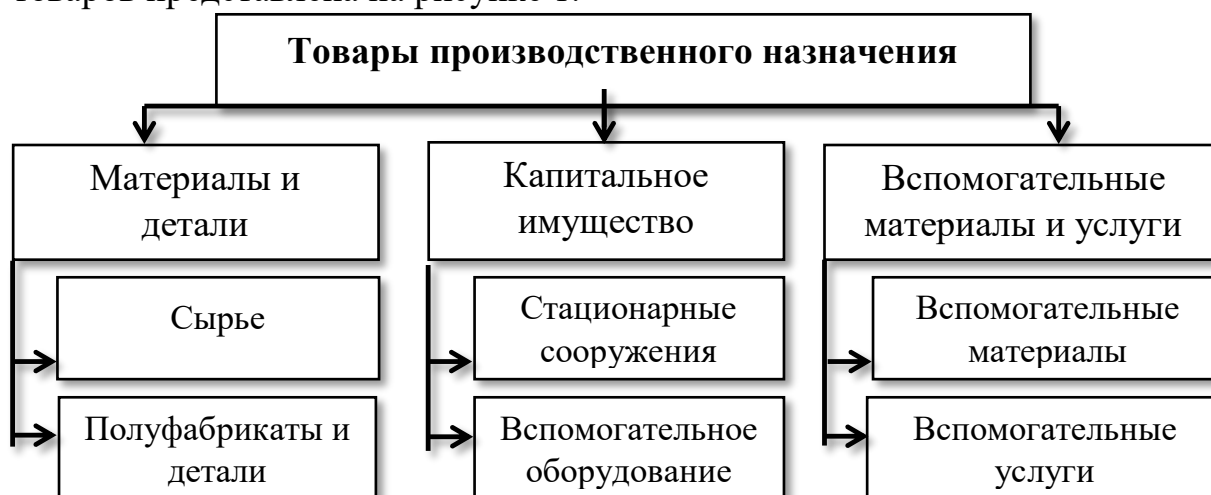 товаров представлена на рисунке 1.
Товары производственного назначения
Материалы и
детали
Капитальное
имущество
Вспомогательные
материалы и услуги
Сырье
Стационарные
сооружения
Вспомогательные
материалы
Полуфабрикаты и
детали
Вспомогательное
оборудование
Вспомогательные
услуги